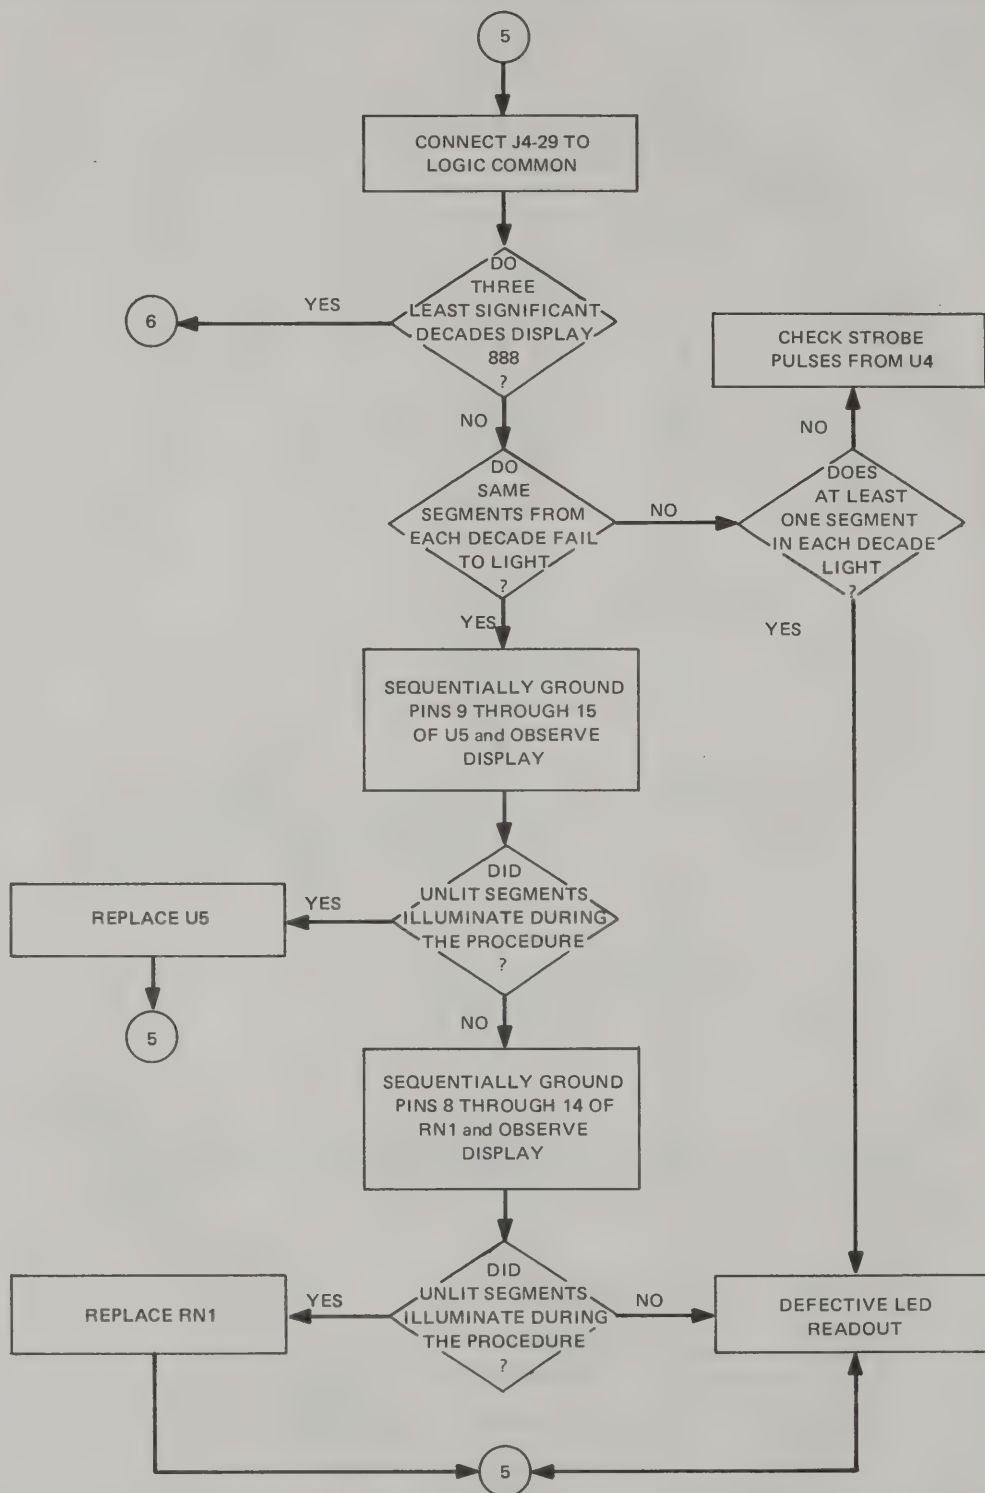 5
CONNECT J4-29 TO
LOGIC COMMON
DO
THREE
LEAST SIGNIFICANT
DECADES DISPLAY
888
?
YES
6
NO
DO
SAME
SEGMENTS FROM
EACH DECADE FAIL
TO LIGHT
?
NO
DOES
AT LEAST
ONE SEGMENT
IN EACH DECADE
LIGHT
?
NO
CHECK STROBE
PULSES FROM U4
YES
YES
SEQUENTIALLY GROUND
PINS 9 THROUGH 15
OF U5 and OBSERVE
DISPLAY
DID
UNLIT SEGMENTS
ILLUMINATE DURING
THE PROCEDURE
?
YES
REPLACE U5
5
NO
SEQUENTIALLY GROUND
PINS 8 THROUGH 14 OF
RN1 and OBSERVE
DISPLAY
DID
UNLIT SEGMENTS
ILLUMINATE DURING
THE PROCEDURE
?
YES
REPLACE RN1
NO
DEFECTIVE LED
READOUT
5